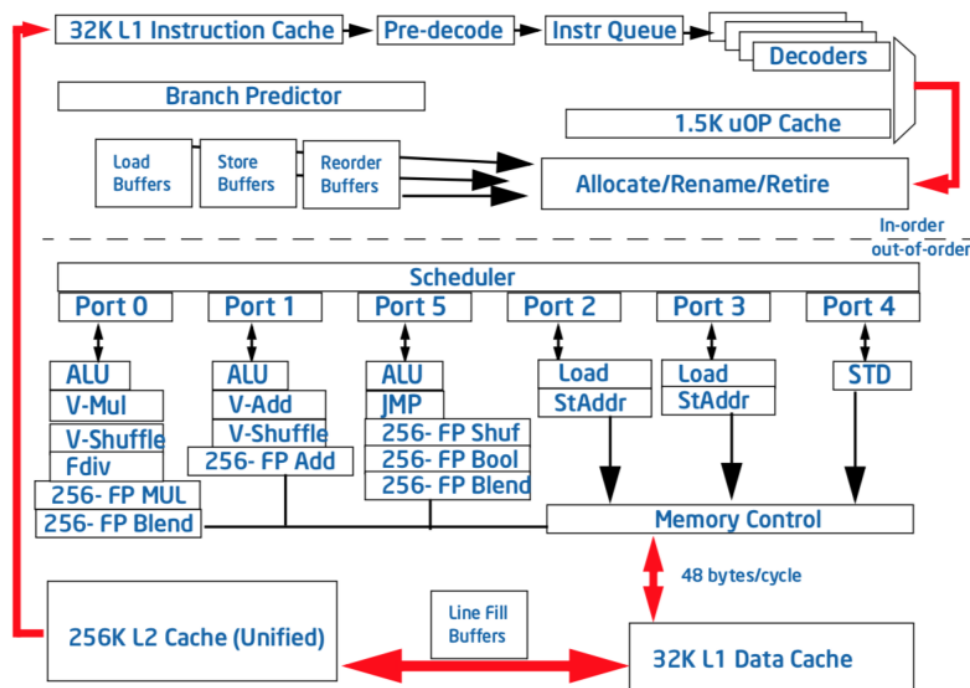 32K L1 Instruction Cache
Pre-decode
Instr Queue
Decoders
Branch Predictor
1.5K uOP Cache
Load
Buffers
Store
Buffers
Reorder
Buffers
Allocate/Rename/Retire
In-order
out-of-order
Scheduler
Port 0
Port 1
Port 5
Port 2
Port 3
Port 4
ALU
V-Mul
V-Shuffle
Fdiv
256- FP MUL
256- FP Blend
ALU
V-Add
V-Shuffle
256- FP Add
ALU
JMP
256- FP Shuf
256- FP Bool
256- FP Blend
Load
StAddr
Load
StAddr
STD
Memory Control
48 bytes/cycle
256K L2 Cache (Unified)
Line Fill
Buffers
32K L1 Data Cache